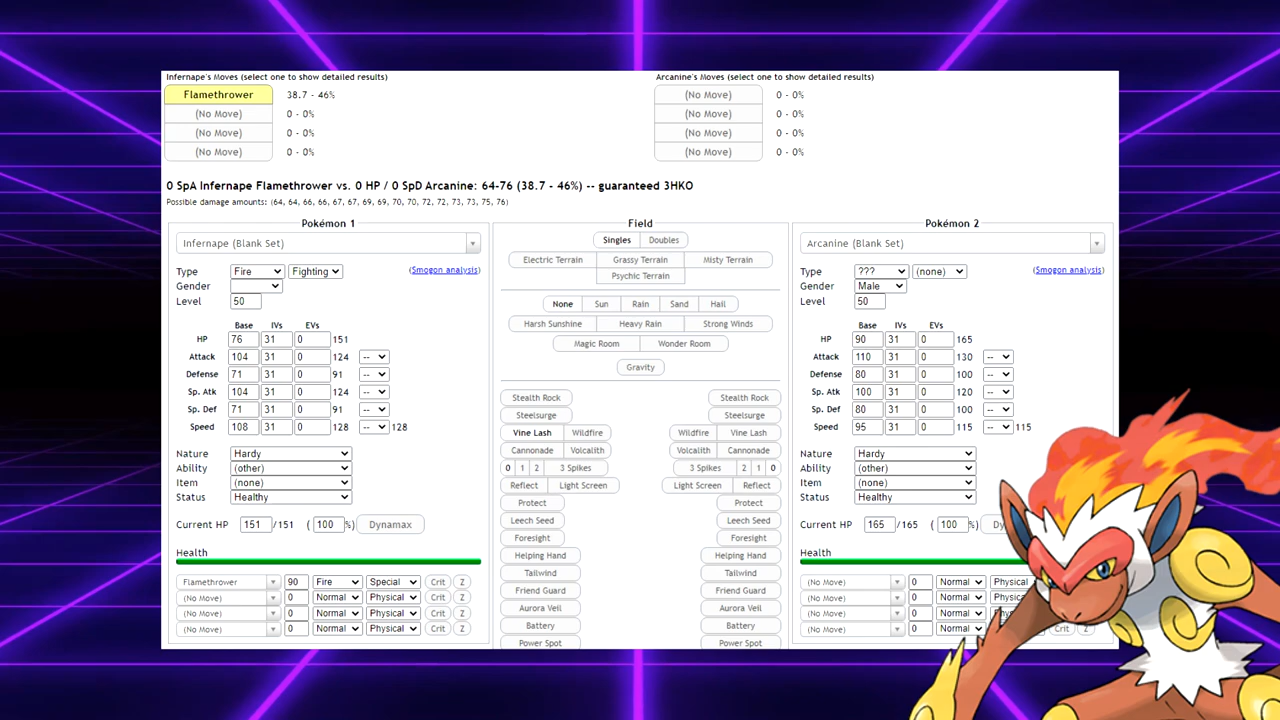 Infernape's Moves (select one to show detailed results)
Flamethrower 38.7 - 46%
(No Move) 0 - 0%
(No Move) 0 - 0%
(No Move) 0 - 0%
Arcanine's Moves (select one to show detailed results)
(No Move) 0 - 0%
(No Move) 0 - 0%
(No Move) 0 - 0%
(No Move) 0 - 0%
0 SpA Infernape Flamethrower vs. 0 HP / 0 SpD Arcanine: 64-76 (38.7 - 46%) -- guaranteed 3HKO
Possible damage amounts: (64, 64, 66, 66, 67, 67, 69, 69, 70, 70, 72, 72, 73, 73, 75, 76)
Pokémon 1
Infernape (Blank Set)
Type Fire Fighting (Smogon analysis)
Gender
Level 50
Base IVs EVs
HP 76 31 0 151
Attack 104 31 0 124 --
Defense 71 31 0 91 --
Sp. Atk 104 31 0 124 --
Sp. Def 71 31 0 91 --
Speed 108 31 0 128 -- 128
Nature Hardy
Ability (other)
Item (none)
Status Healthy
Current HP 151 /151 ( 100 %) Dynamax
Health
Flamethrower 90 Fire Special Crit Z
(No Move) 0 Normal Physical Crit Z
(No Move) 0 Normal Physical Crit Z
(No Move) 0 Normal Physical Crit Z
Field
Singles Doubles
Electric Terrain Grassy Terrain Misty Terrain
Psychic Terrain
None Sun Rain Sand Hail
Harsh Sunshine Heavy Rain Strong Winds
Magic Room Wonder Room
Gravity
Stealth Rock Stealth Rock
Steelsurge Steelsurge
Vine Lash Wildfire Wildfire Vine Lash
Cannonade Volcalith Volcalith Cannonade
0 1 2 3 Spikes 3 Spikes 2 1 0
Reflect Light Screen Light Screen Reflect
Protect Protect
Leech Seed Leech Seed
Foresight Foresight
Helping Hand Helping Hand
Tailwind Tailwind
Friend Guard Friend Guard
Aurora Veil Aurora Veil
Battery Battery
Power Spot Power Spot
Pokémon 2
Arcanine (Blank Set)
Type ??? (none) (Smogon analysis)
Gender Male
Level 50
Base IVs EVs
HP 90 31 0 165
Attack 110 31 0 130 --
Defense 80 31 0 100 --
Sp. Atk 100 31 0 120 --
Sp. Def 80 31 0 100 --
Speed 95 31 0 115 -- 115
Nature Hardy
Ability (other)
Item (none)
Status Healthy
Current HP 165 /165 ( 100 %) Dy
Health
(No Move) 0 Normal Physical
(No Move) 0 Normal Physica
(No Move) 0 Normal
(No Move) 0 Normal Crit Z